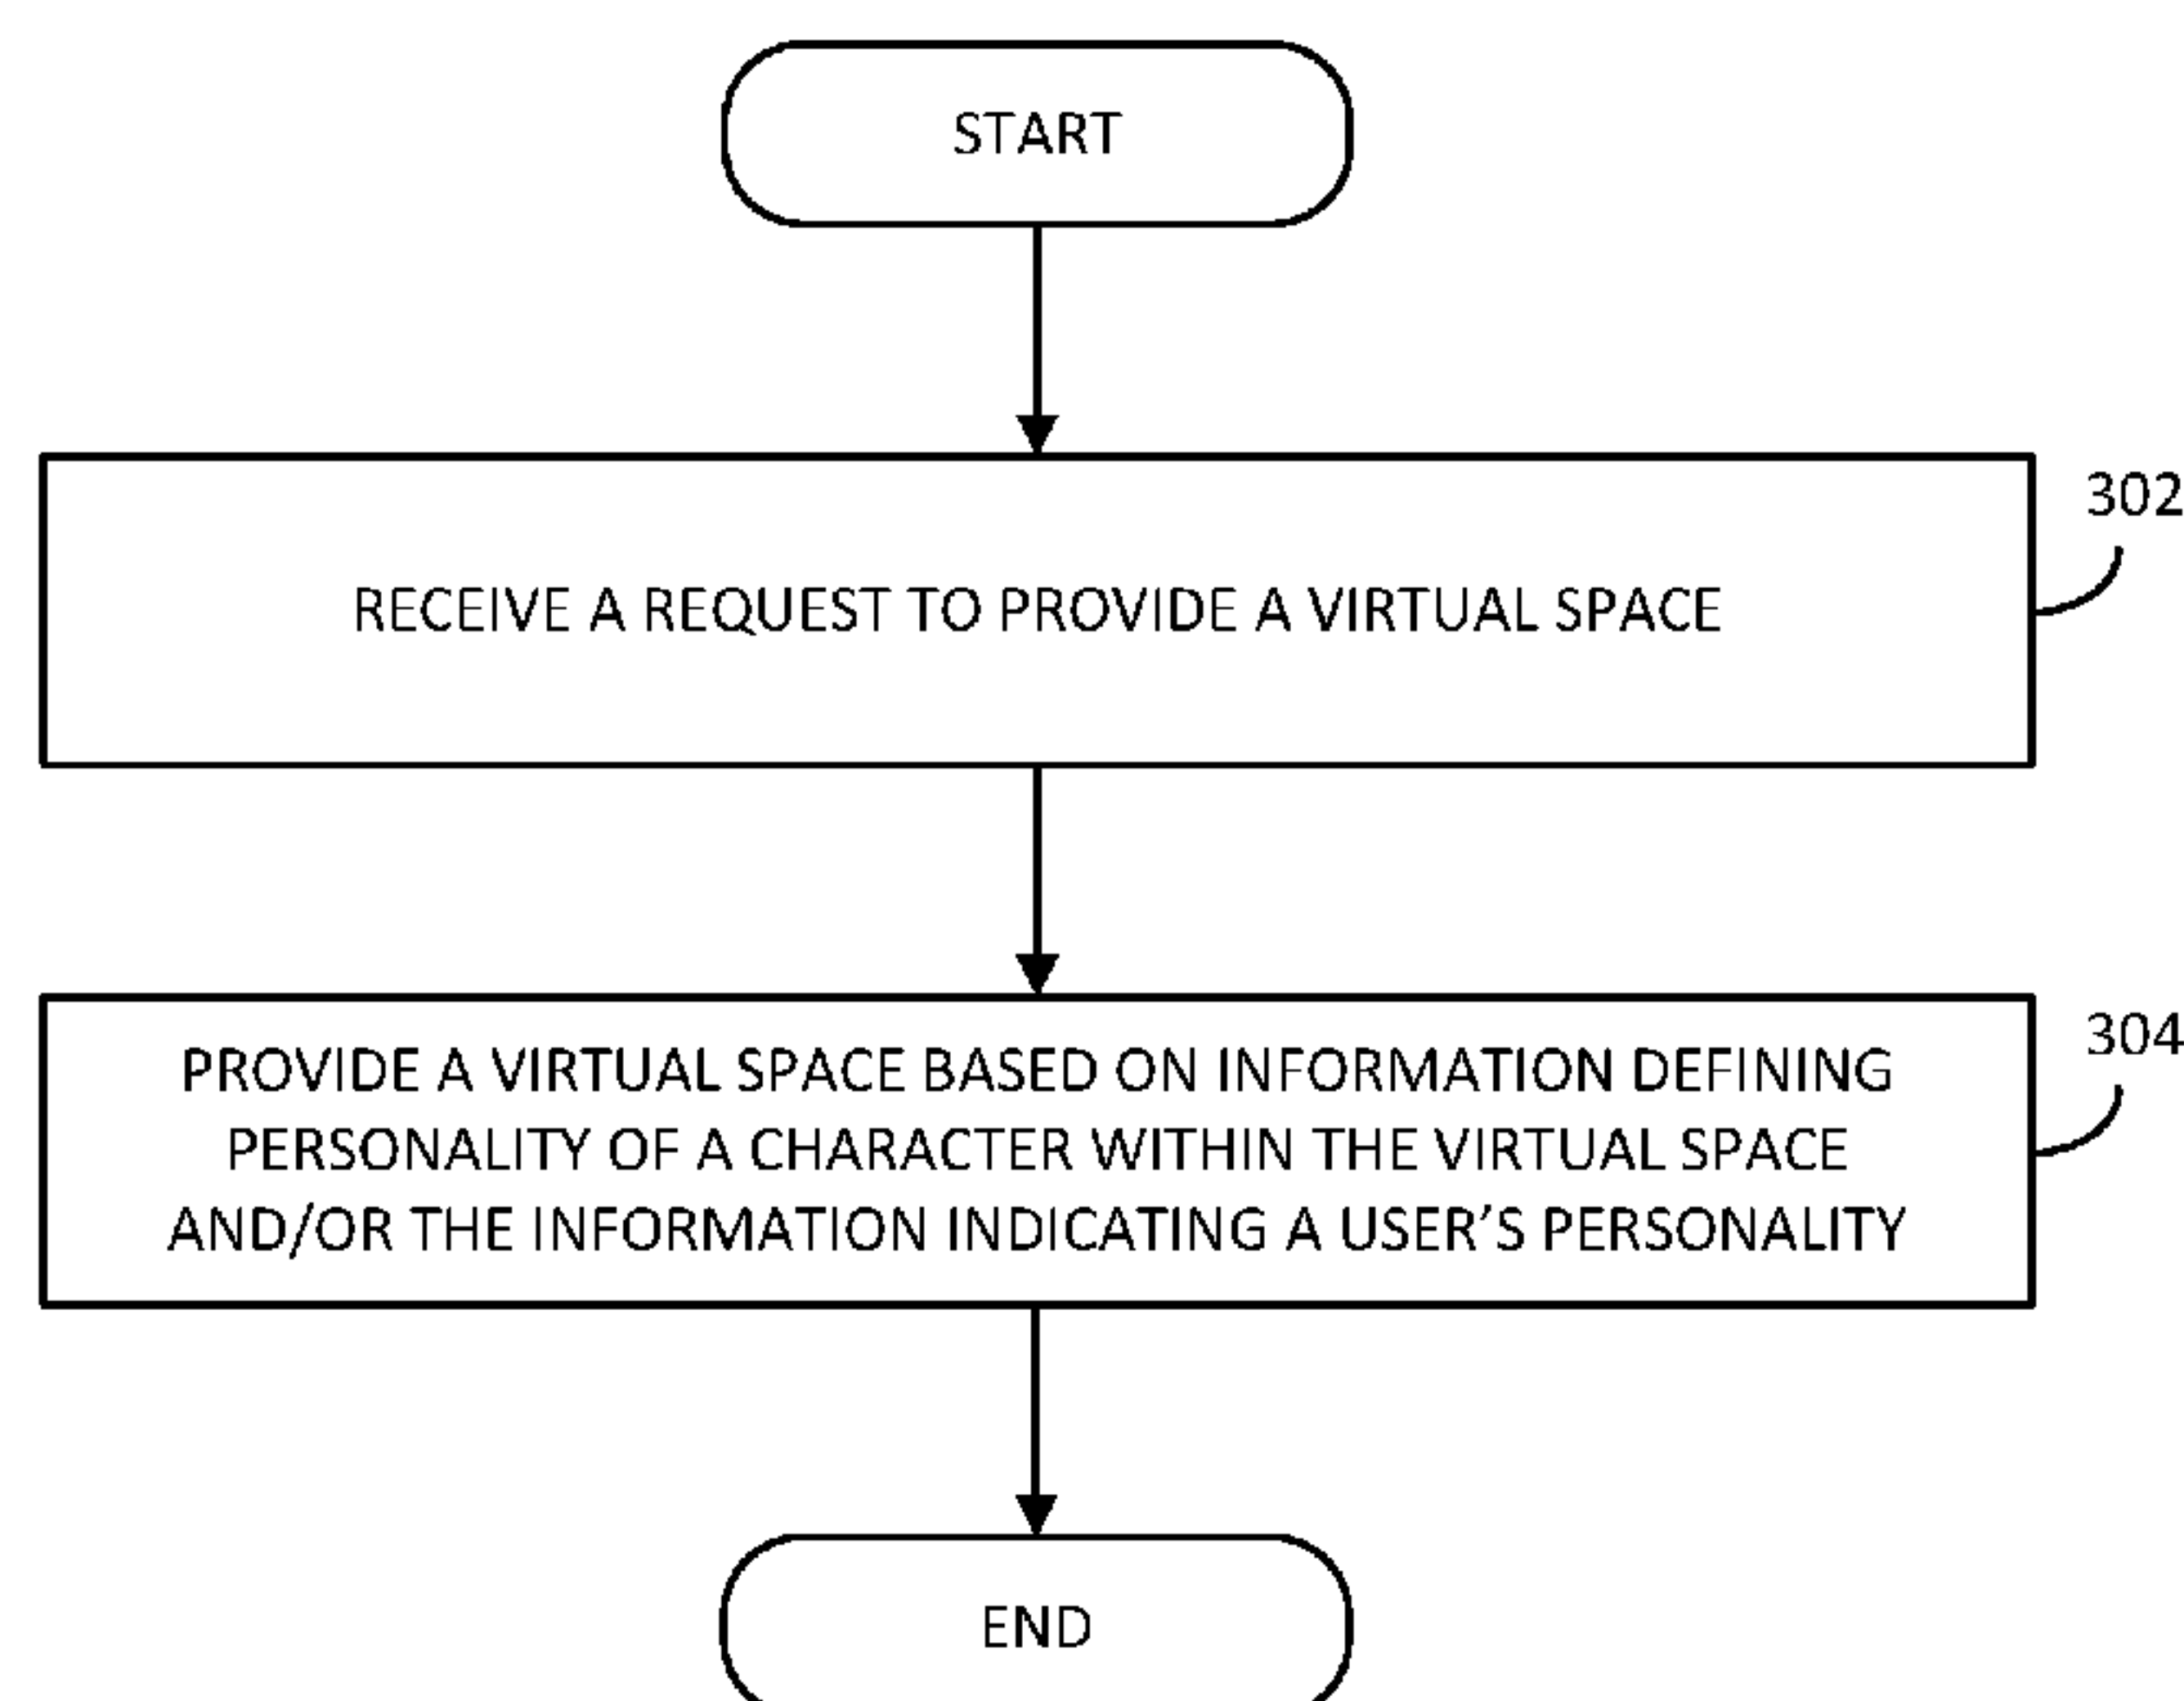 START
302
RECEIVE A REQUEST TO PROVIDE A VIRTUAL SPACE
304
PROVIDE A VIRTUAL SPACE BASED ON INFORMATION DEFINING
PERSONALITY OF A CHARACTER WITHIN THE VIRTUAL SPACE
AND/OR THE INFORMATION INDICATING A USER’S PERSONALITY
END